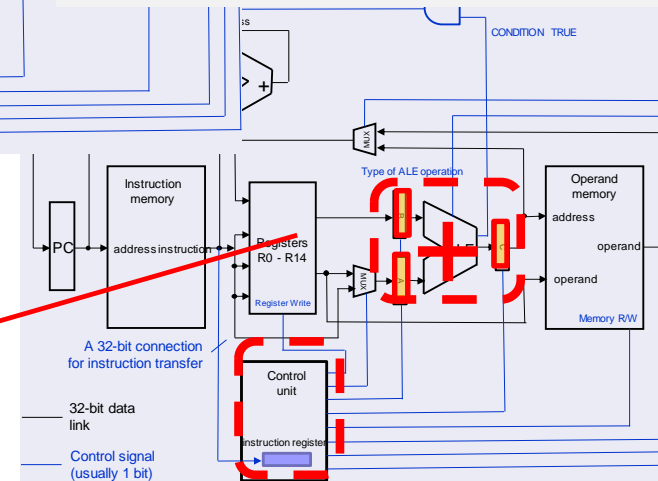 ss
+
CONDITION TRUE
MUX
Type of ALE operation
Instruction
memory
PC
address
instruction
Registers
R0 - R14
Register Write
B
A
MUX
C
Operand
memory
address
operand
operand
Memory R/W
A 32-bit connection
for instruction transfer
Control
unit
instruction register
32-bit data
link
Control signal
(usually 1 bit)